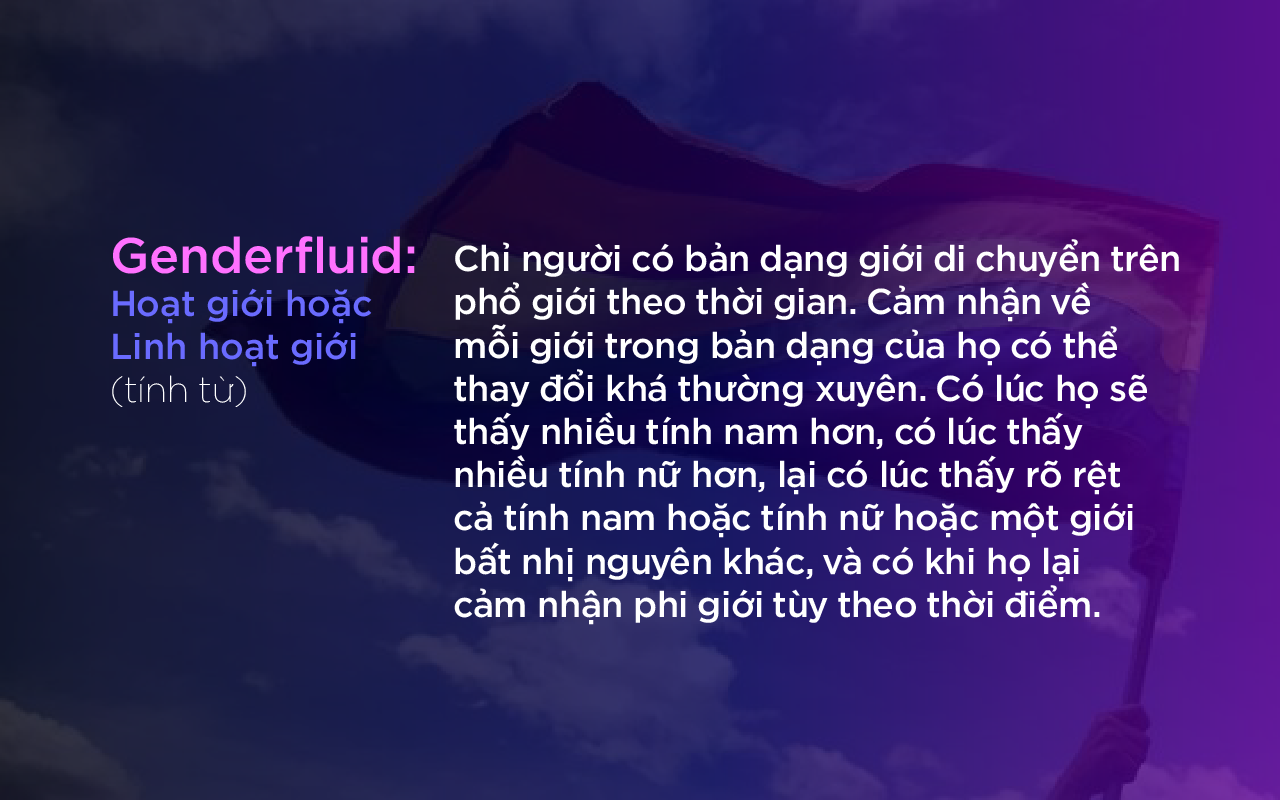 Genderfluid:
Hoạt giới hoặc
Linh hoạt giới
(tính từ)
Chỉ người có bản dạng giới di chuyển trên
phổ giới theo thời gian. Cảm nhận về
mỗi giới trong bản dạng của họ có thể
thay đổi khá thường xuyên. Có lúc họ sẽ
thấy nhiều tính nam hơn, có lúc thấy
nhiều tính nữ hơn, lại có lúc thấy rõ rệt
cả tính nam hoặc tính nữ hoặc một giới
bất nhị nguyên khác, và có khi họ lại
cảm nhận phi giới tùy theo thời điểm.